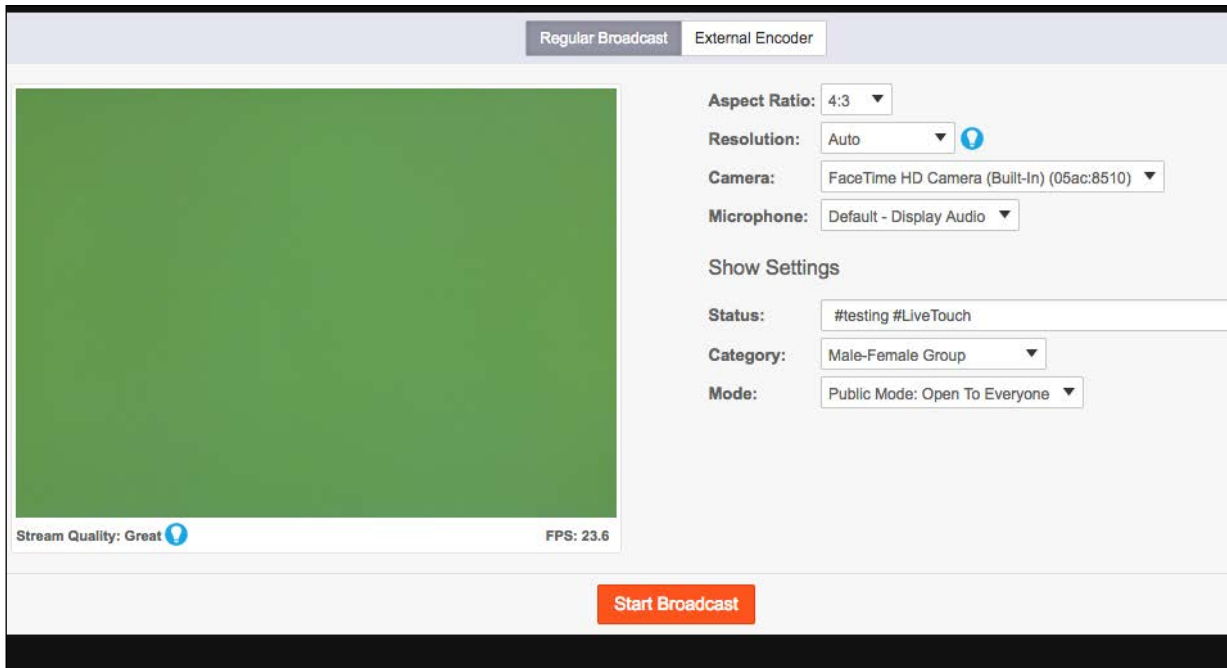 Regular Broadcast External Encoder
Aspect Ratio: 4:3
Resolution: Auto
Camera: FaceTime HD Camera (Built-In) (05ac:8510)
Microphone: Default - Display Audio
Show Settings
Status: #testing #LiveTouch
Category: Male-Female Group
Mode: Public Mode: Open To Everyone
Stream Quality: Great FPS: 23.6
Start Broadcast